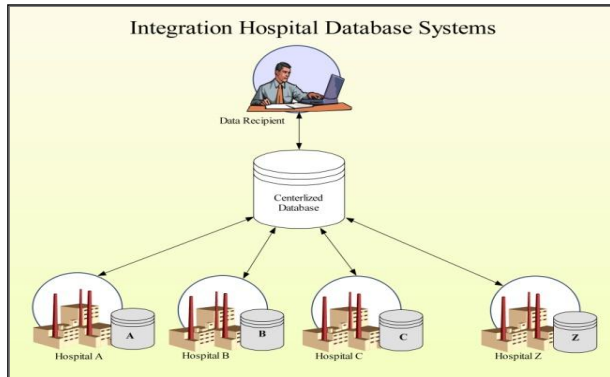 Integration Hospital Database Systems
Data Recipient
Centerlized
Database
A
B
C
Z
Hospital A
Hospital B
Hospital C
Hospital Z